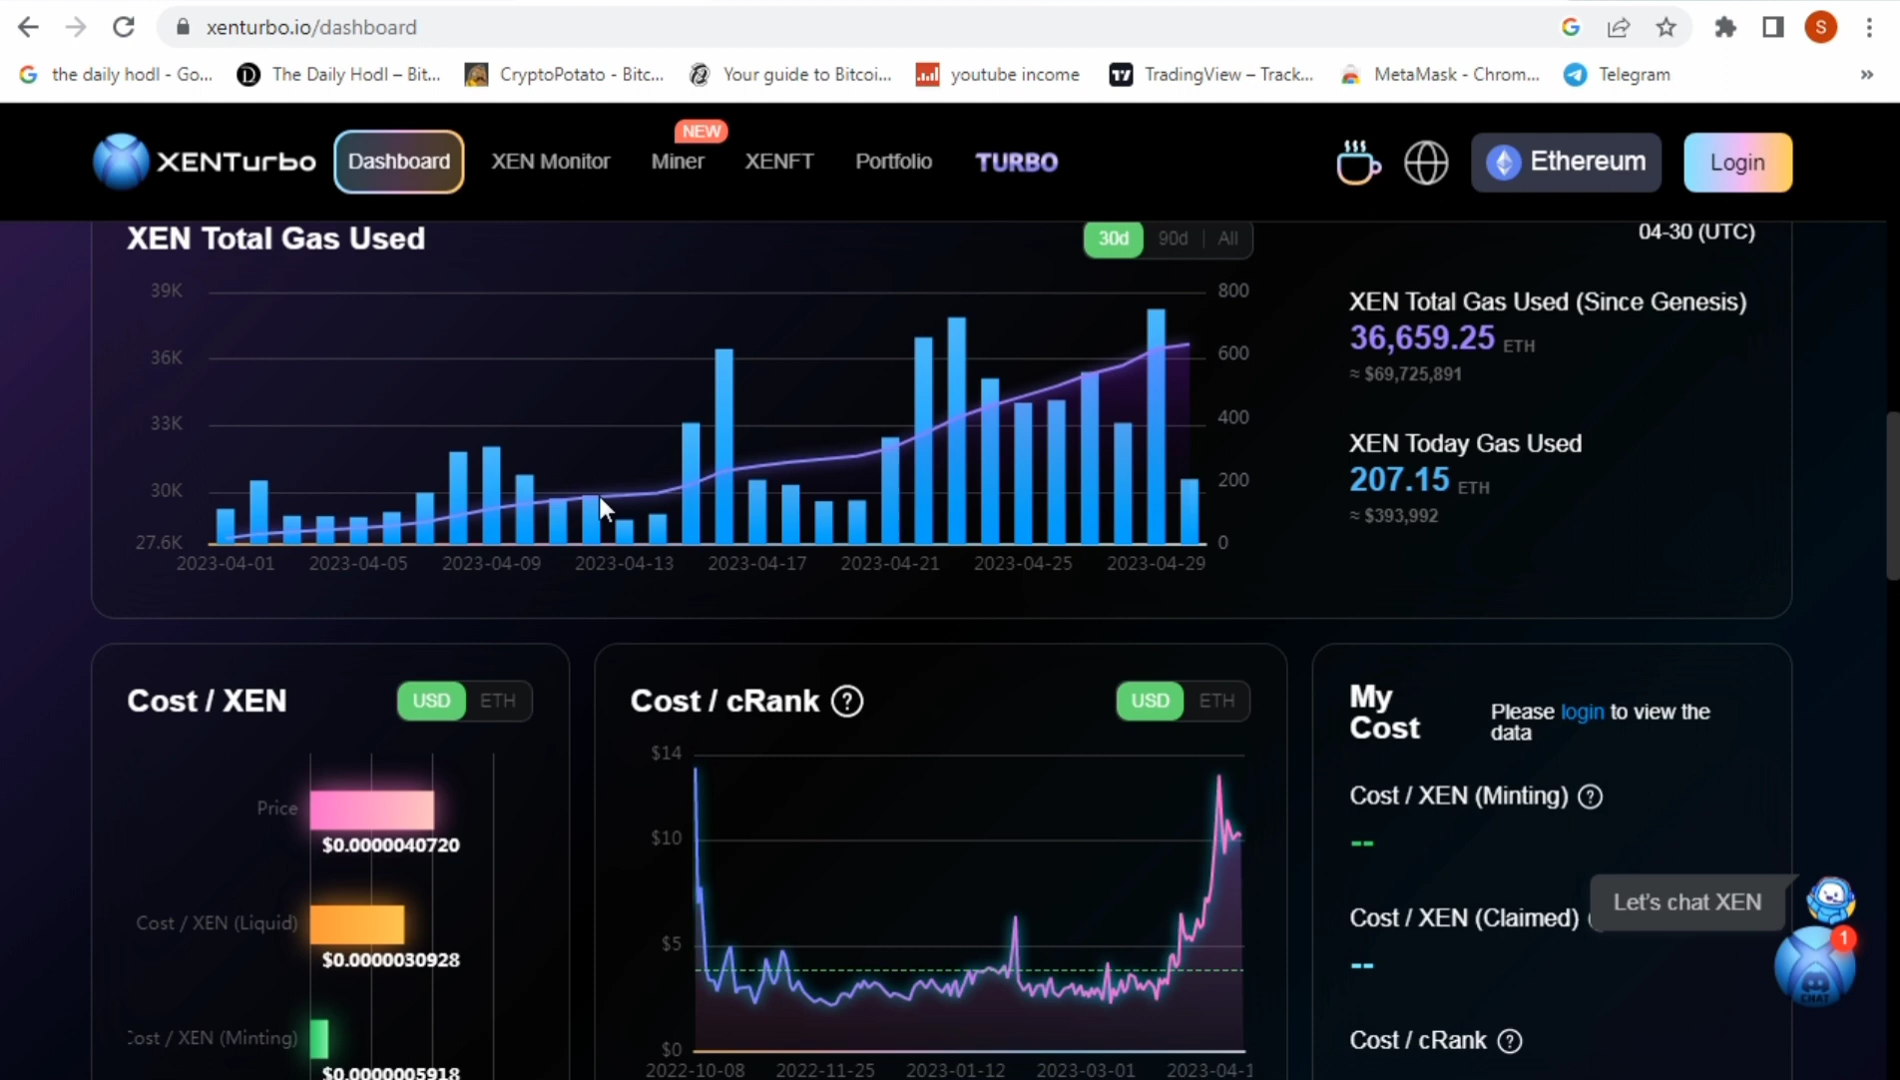 xenturbo.io/dashboard
S
the daily hodl - Go...
The Daily Hodl – Bit...
CryptoPotato - Bitc...
Your guide to Bitcoi...
youtube income
TradingView – Track...
MetaMask - Chrom...
Telegram
»
XENTurbo
Dashboard
XEN Monitor
NEW
Miner
XENFT
Portfolio
TURBO
Ethereum
Login
XEN Total Gas Used
30d 90d | All
04-30 (UTC)
39K
36K
33K
30K
27.6K
800
600
400
200
0
2023-04-01 2023-04-05 2023-04-09 2023-04-13 2023-04-17 2023-04-21 2023-04-25 2023-04-29
XEN Total Gas Used (Since Genesis)
36,659.25 ETH
≈ $69,725,891
XEN Today Gas Used
207.15 ETH
≈ $393,992
Cost / XEN
USD ETH
Price
$0.0000040720
Cost / XEN (Liquid)
$0.0000030928
Cost / XEN (Minting)
$0.0000005918
Cost / cRank ?
USD ETH
$14
$10
$5
$0
2022-10-08 2022-11-25 2023-01-12 2023-03-01 2023-04-1
My
Cost
Please login to view the
data
Cost / XEN (Minting) ?
--
Cost / XEN (Claimed)
--
Cost / cRank ?
Let's chat XEN
1
CHAT